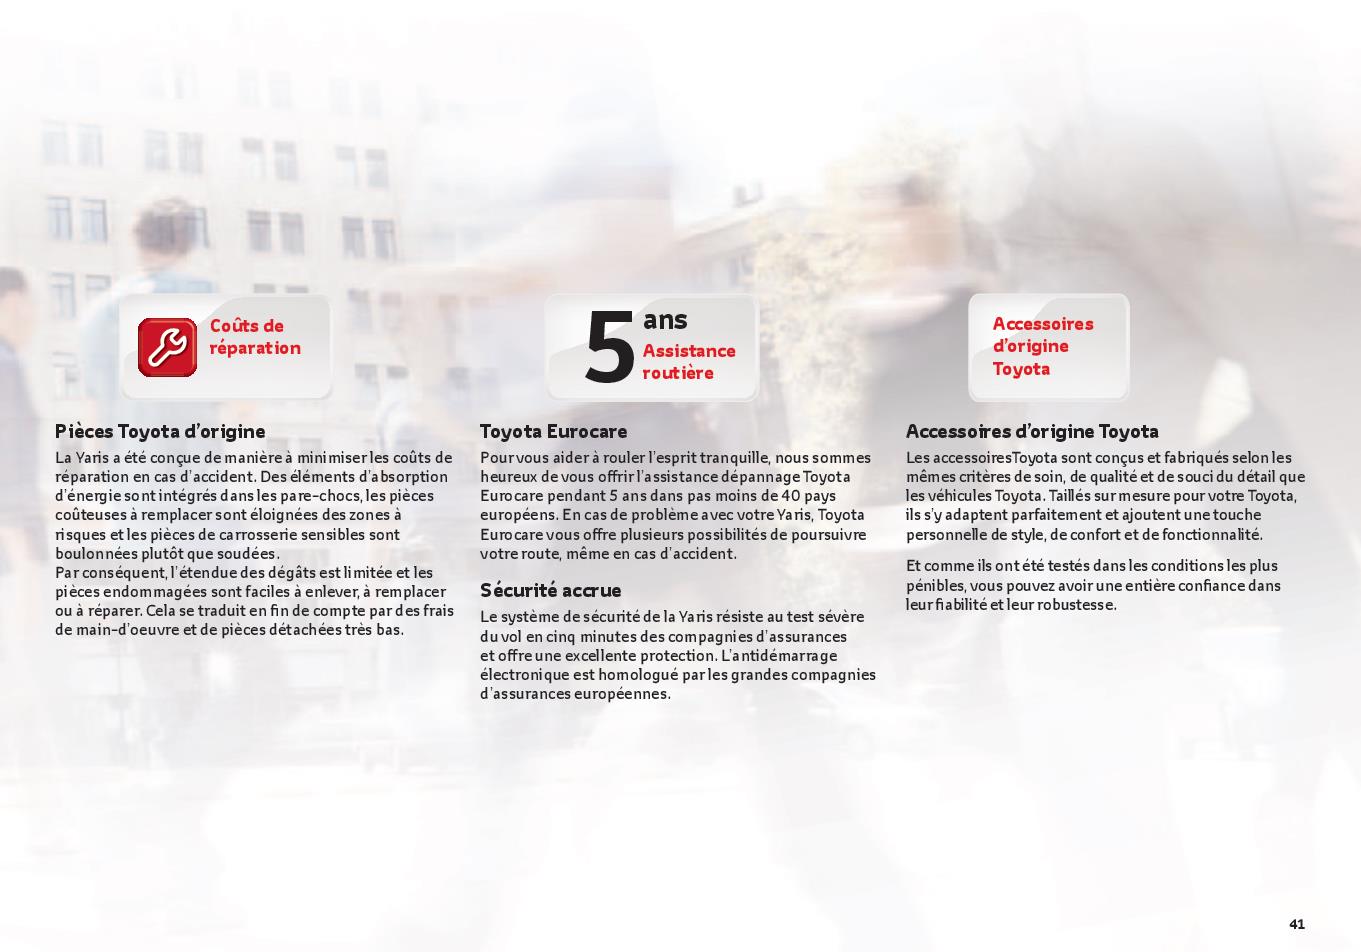 Coûts de
réparation
Pièces Toyota d'origine
La Yaris a été conçue de manière à minimiser les coûts de
réparation en cas d'accident. Des éléments d'absorption
d'énergie sont intégrés dans les pare-chocs, les pièces
coûteuses à remplacer sont éloignées des zones à
risques et les pièces de carrosserie sensibles sont
boulonnées plutôt que soudées.
Par conséquent, l'étendue des dégâts est limitée et les
pièces endommagées sont faciles à enlever, à remplacer
ou à réparer. Cela se traduit en fin de compte par des frais
de main-d'oeuvre et de pièces détachées très bas.
5 ans
Assistance
routière
Toyota Eurocare
Pour vous aider à rouler l'esprit tranquille, nous sommes
heureux de vous offrir l'assistance dépannage Toyota
Eurocare pendant 5 ans dans pas moins de 40 pays
européens. En cas de problème avec votre Yaris, Toyota
Eurocare vous offre plusieurs possibilités de poursuivre
votre route, même en cas d'accident.
Sécurité accrue
Le système de sécurité de la Yaris résiste au test sévère
du vol en cinq minutes des compagnies d'assurances
et offre une excellente protection. L'antidémarrage
électronique est homologué par les grandes compagnies
d'assurances européennes.
Accessoires
d'origine
Toyota
Accessoires d'origine Toyota
Les accessoiresToyota sont conçus et fabriqués selon les
mêmes critères de soin, de qualité et de souci du détail que
les véhicules Toyota. Taillés sur mesure pour votre Toyota,
ils s'y adaptent parfaitement et ajoutent une touche
personnelle de style, de confort et de fonctionnalité.
Et comme ils ont été testés dans les conditions les plus
pénibles, vous pouvez avoir une entière confiance dans
leur fiabilité et leur robustesse.
41